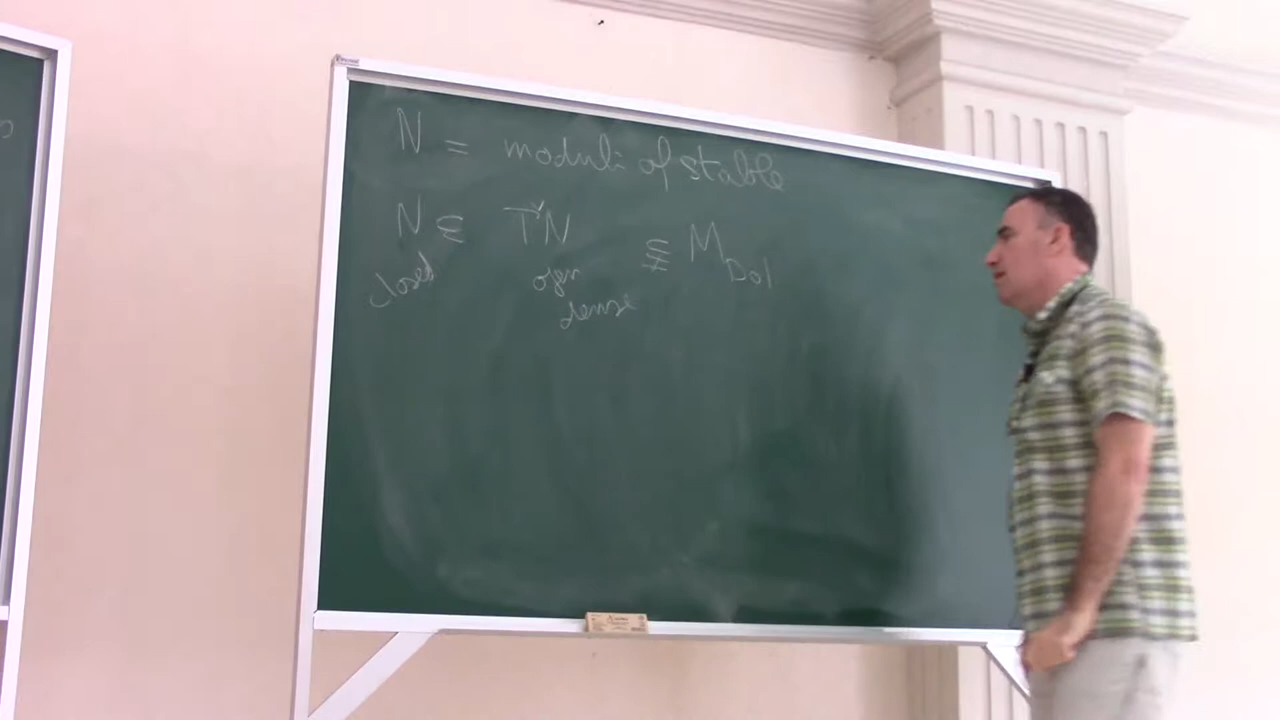 N = moduli of stable
N ⊆ T^∨N ⊊ M_Dol
closed open
dense